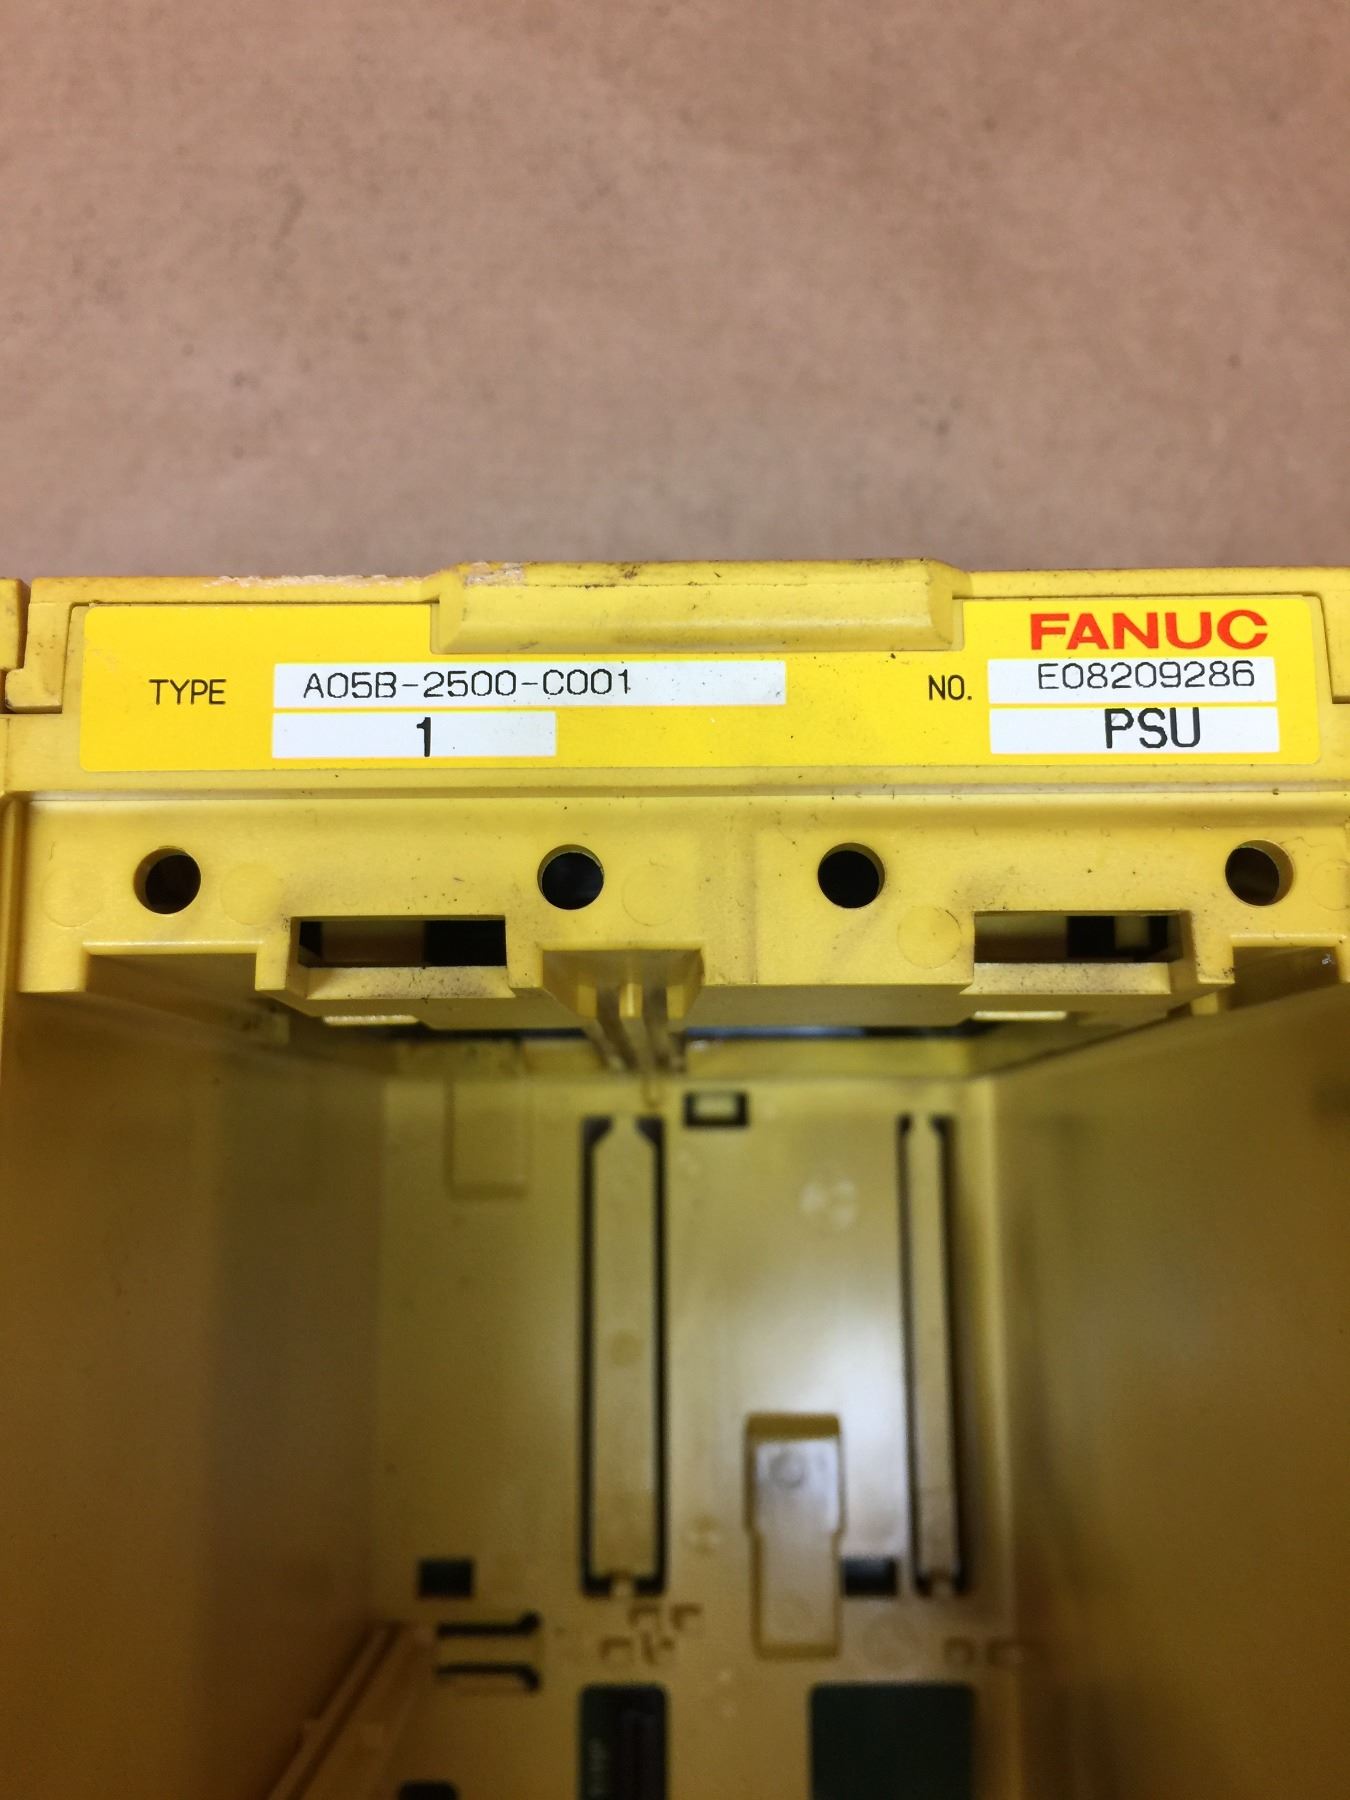 FANUC
TYPE A05B-2500-C001 NO. E08209286
1 PSU